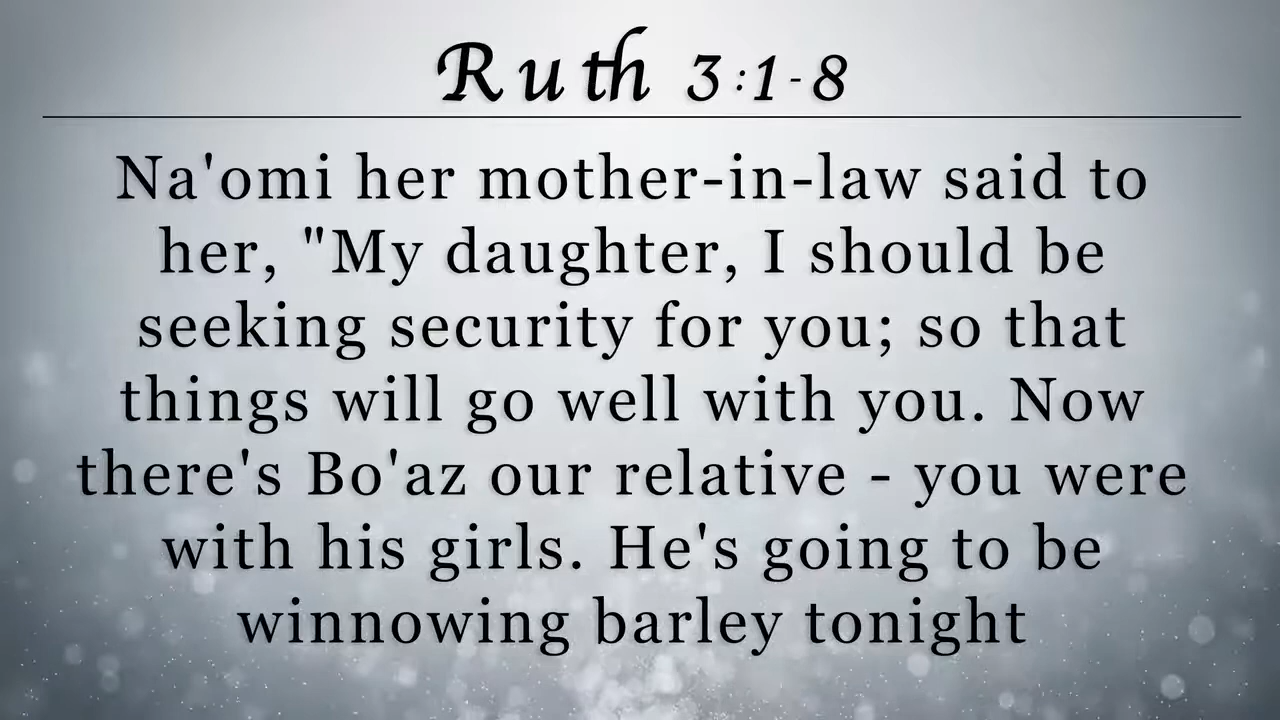 Ruth 3:1-8
Na'omi her mother-in-law said to
her, "My daughter, I should be
seeking security for you; so that
things will go well with you. Now
there's Bo'az our relative - you were
with his girls. He's going to be
winnowing barley tonight